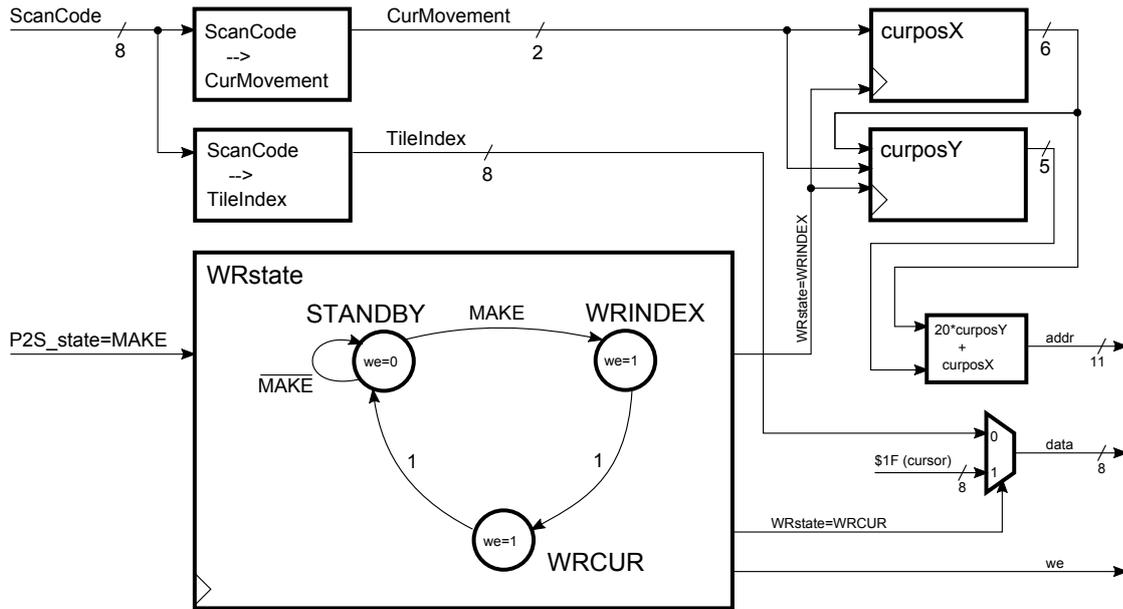 ScanCode
8
ScanCode
-->
CurMovement
CurMovement
2
curposX
6
ScanCode
-->
TileIndex
TileIndex
8
curposY
5
WRstate=WRINDEX
P2S_state=MAKE
WRstate
STANDBY
MAKE
WRINDEX
we=0
we=1
MAKE
1
1
we=1
WRCUR
20*curposY
+
curposX
addr
11
0
$1F (cursor)
8
1
data
8
WRstate=WRCUR
we